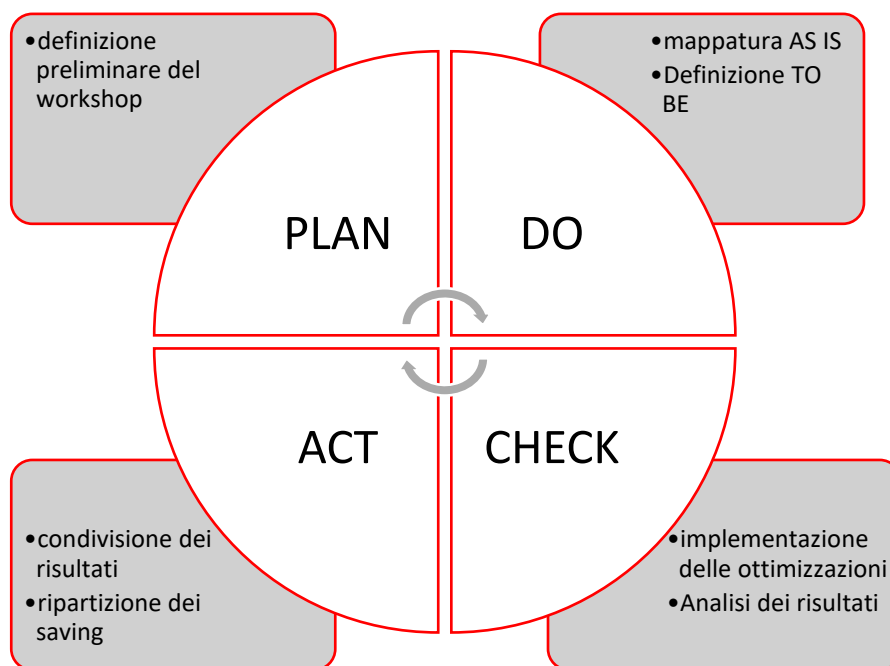 •definizione
preliminare del
workshop
•mappatura AS IS
•Definizione TO
BE
PLAN
DO
ACT
CHECK
•condivisione dei
risultati
•ripartizione dei
saving
•implementazione
delle ottimizzazioni
•Analisi dei risultati